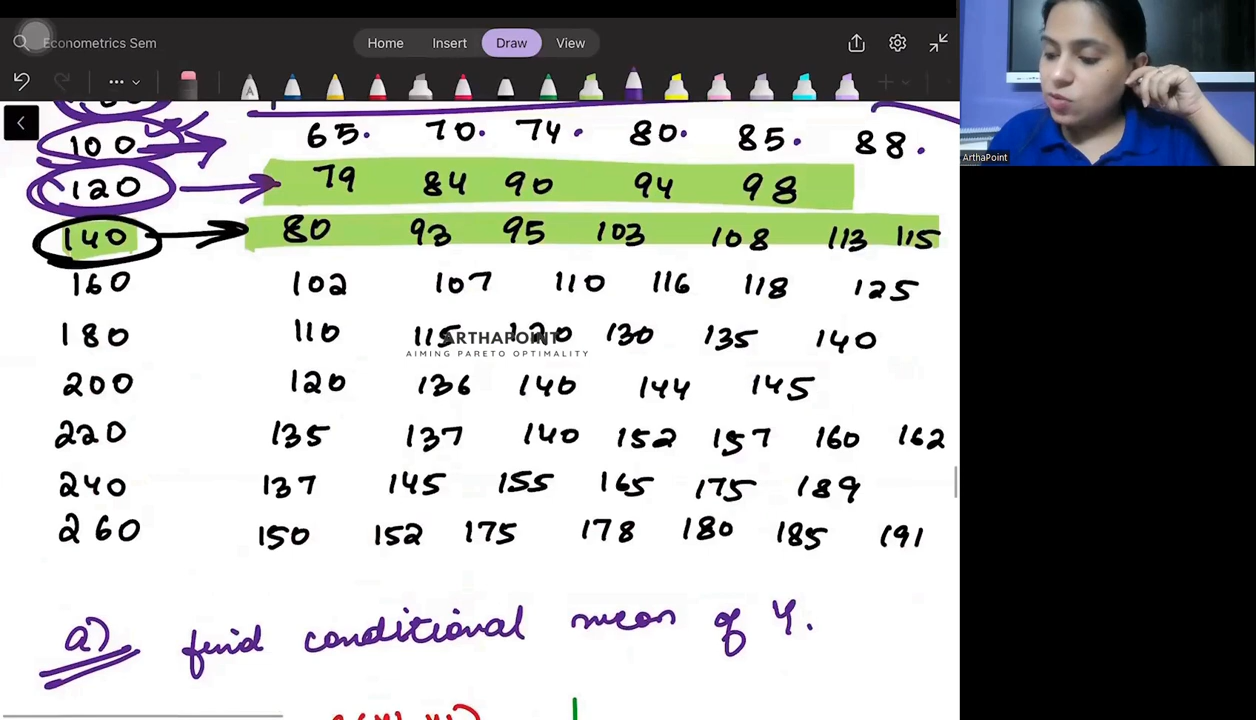 Econometrics Sem Home Insert Draw View
100 65. 70. 74. 80. 85. 88.
120 79 84 90 94 98
140 80 93 95 103 108 113 115
160 102 107 110 116 118 125
180 110 115 120 130 135 140
ARTHAPOINT
AIMING PARETO OPTIMALITY
200 120 136 140 144 145
220 135 137 140 152 157 160 162
240 137 145 155 165 175 189
260 150 152 175 178 180 185 191
a) find conditional mean of Y.
ArthaPoint